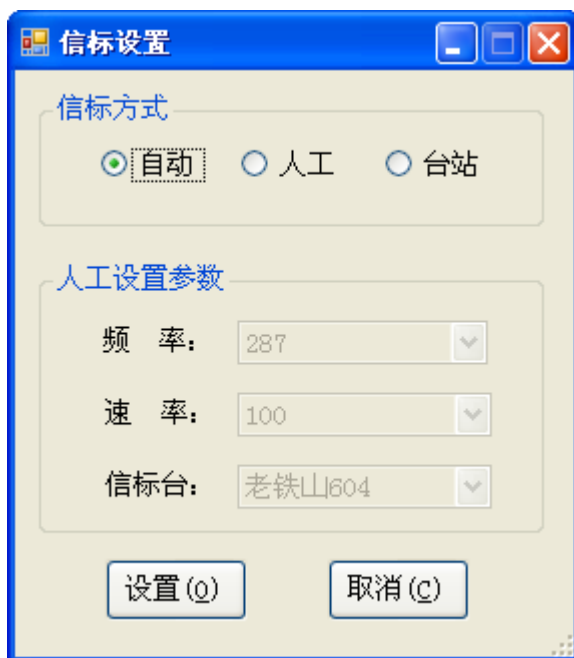 信标设置
信标方式
自动 人工 台站
人工设置参数
频 率： 287
速 率： 100
信标台： 老铁山604
设置(O) 取消(C)